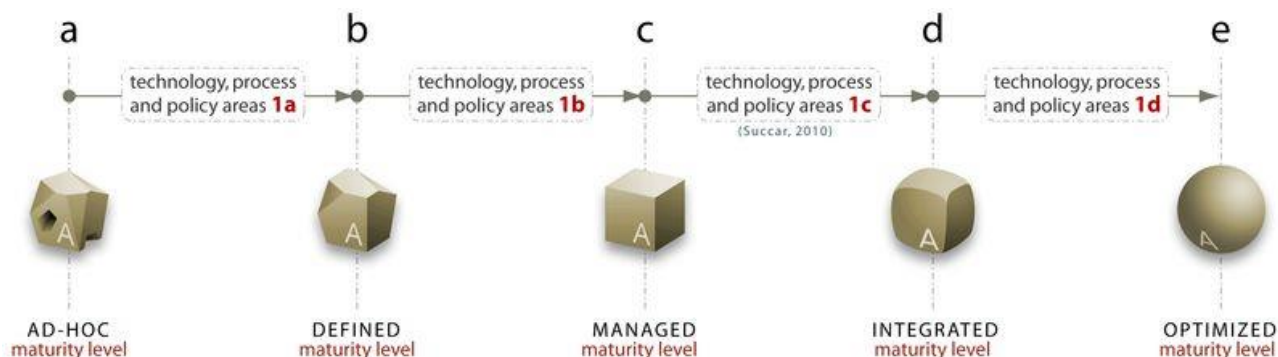 a
b
c
d
e
technology, process
and policy areas 1a
technology, process
and policy areas 1b
technology, process
and policy areas 1c
(Succar, 2010)
technology, process
and policy areas 1d
A
A
A
A
A
AD-HOC
maturity level
DEFINED
maturity level
MANAGED
maturity level
INTEGRATED
maturity level
OPTIMIZED
maturity level